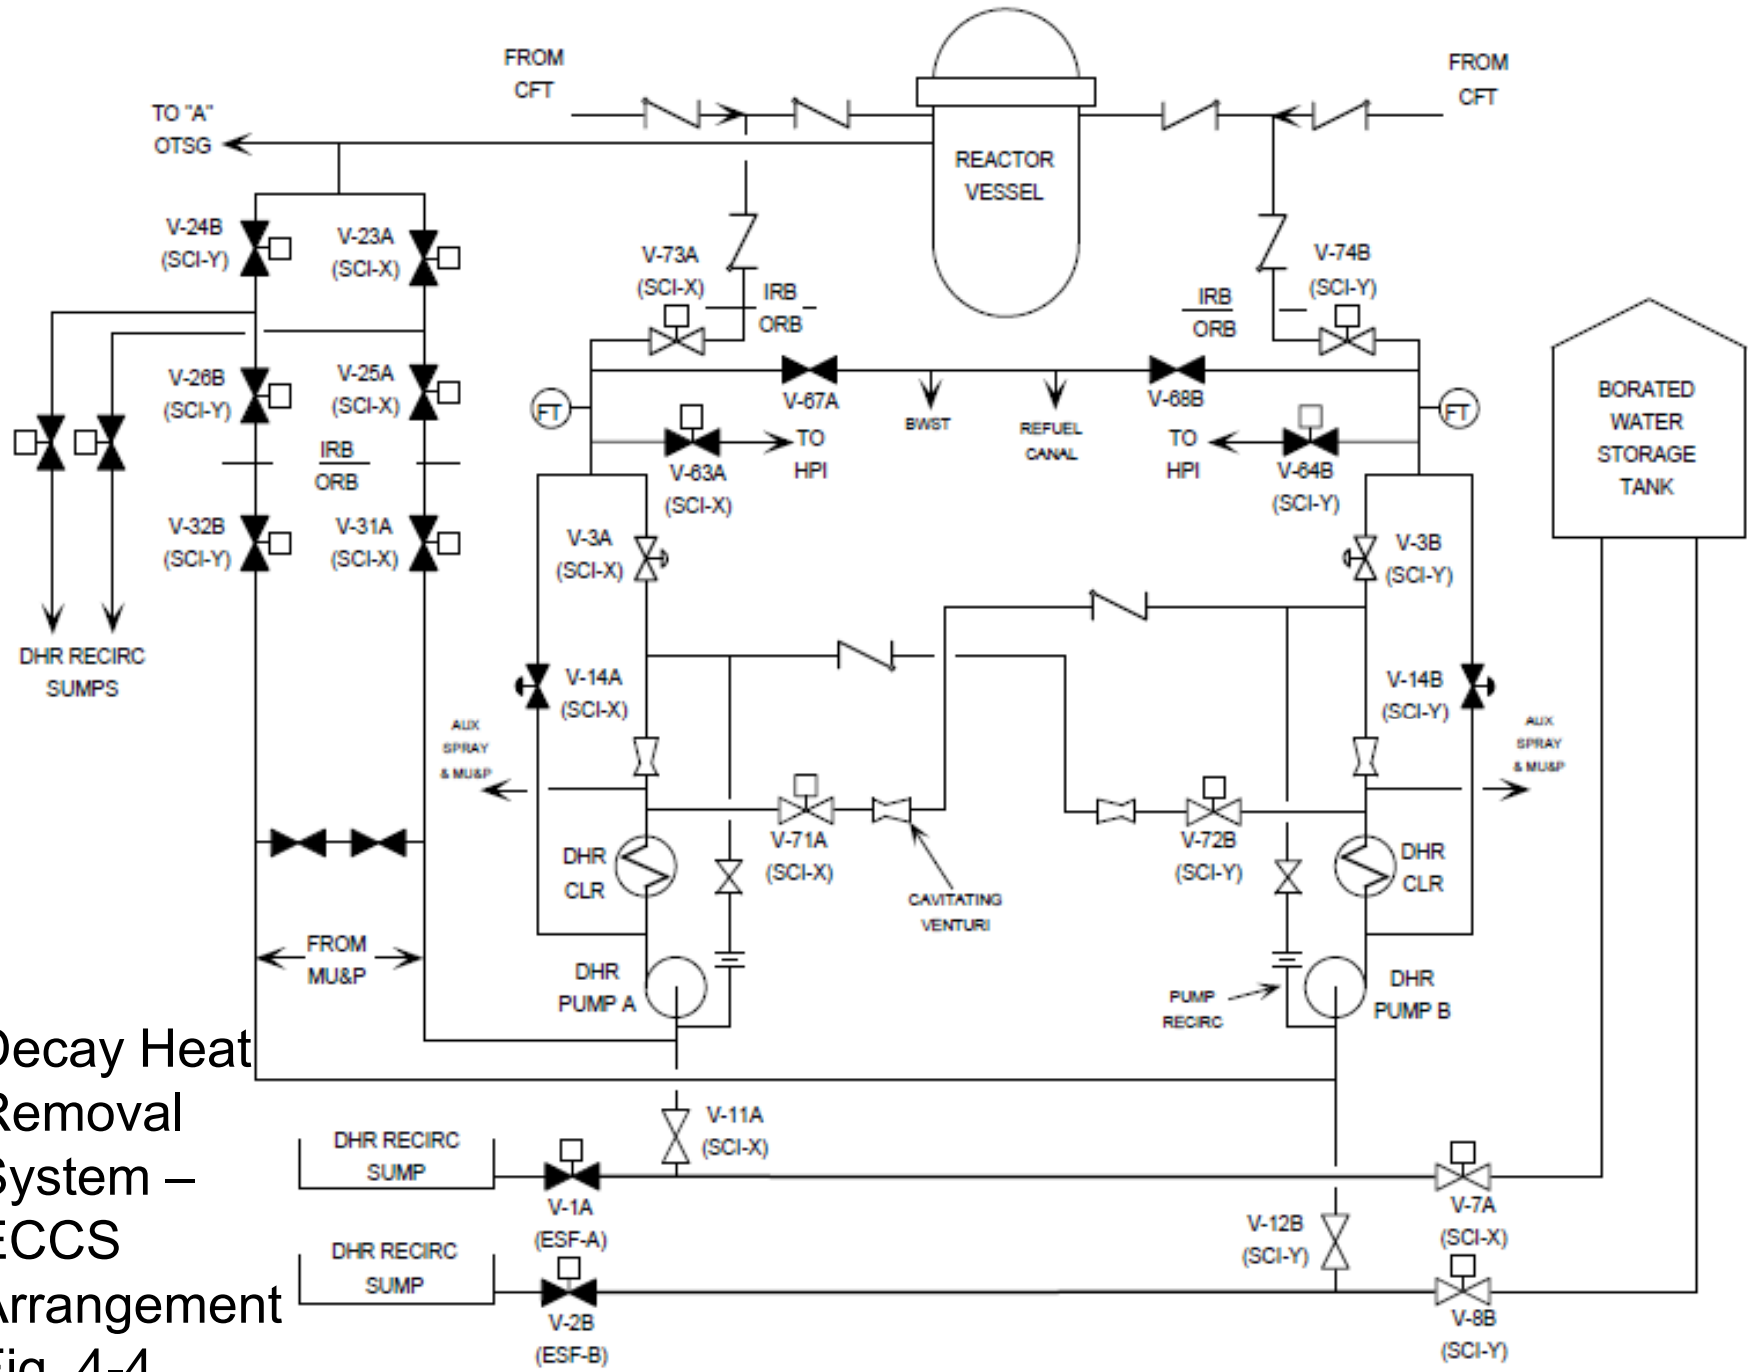 FROM
CFT
FROM
CFT
TO "A"
OTSG
REACTOR
VESSEL
V-24B
(SCI-Y)
V-23A
(SCI-X)
V-73A
(SCI-X)
IRB
ORB
IRB
ORB
V-74B
(SCI-Y)
V-26B
(SCI-Y)
V-25A
(SCI-X)
FT
V-67A
BWST
REFUEL
CANAL
V-68B
FT
BORATED
WATER
STORAGE
TANK
IRB
ORB
V-63A
(SCI-X)
TO
HPI
TO
HPI
V-64B
(SCI-Y)
V-32B
(SCI-Y)
V-31A
(SCI-X)
V-3A
(SCI-X)
V-3B
(SCI-Y)
DHR RECIRC
SUMPS
V-14A
(SCI-X)
V-14B
(SCI-Y)
AUX
SPRAY
& MU&P
AUX
SPRAY
& MU&P
V-71A
(SCI-X)
V-72B
(SCI-Y)
DHR
CLR
DHR
CLR
CAVITATING
VENTURI
FROM
MU&P
DHR
PUMP A
PUMP
RECIRC
DHR
PUMP B
Decay Heat
Removal
System –
ECCS
Arrangement
Fig. 4-4
V-11A
(SCI-X)
DHR RECIRC
SUMP
V-1A
(ESF-A)
V-7A
(SCI-X)
V-12B
(SCI-Y)
DHR RECIRC
SUMP
V-2B
(ESF-B)
V-8B
(SCI-Y)